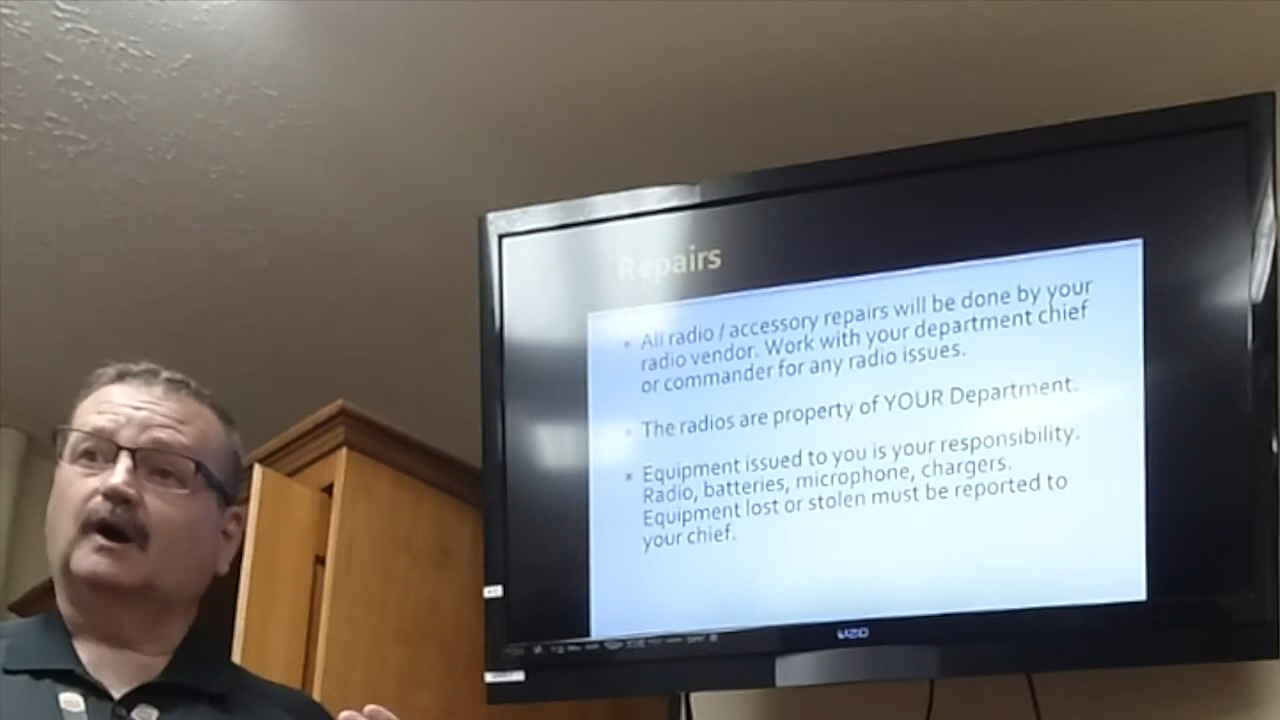 Repairs
All radio / accessory repairs will be done by your
radio vendor. Work with your department chief
or commander for any radio issues.
The radios are property of YOUR Department.
Equipment issued to you is your responsibility.
Radio, batteries, microphone, chargers.
Equipment lost or stolen must be reported to
your chief.
VIZIO